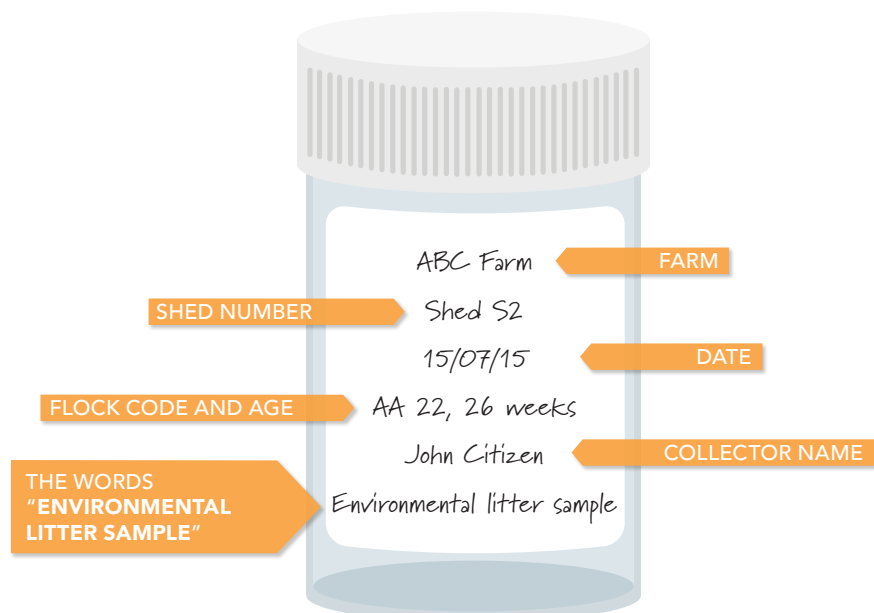 ABC Farm
FARM
SHED NUMBER
Shed S2
15/07/15
DATE
FLOCK CODE AND AGE
AA 22, 26 weeks
John Citizen
COLLECTOR NAME
THE WORDS
"ENVIRONMENTAL
LITTER SAMPLE"
Environmental litter sample